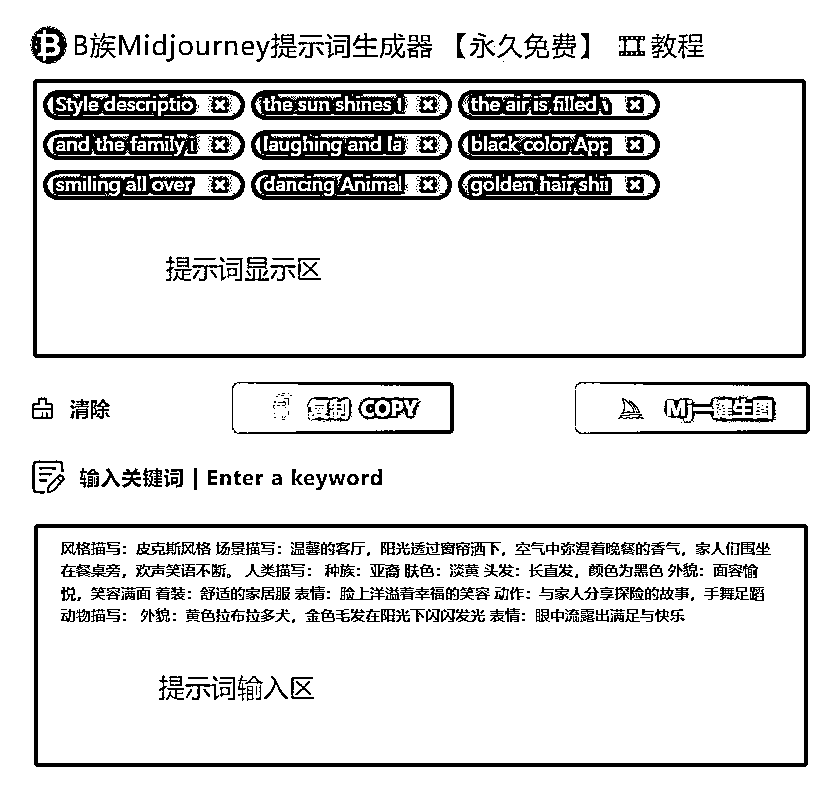 B族Midjourney提示词生成器 【永久免费】 教程
Style descriptio the sun shines the air is filled
and the family i laughing and la black color App
smiling all over dancing Animal golden hair shi
提示词显示区
清除 复制 COPY Mj一键生图
输入关键词 | Enter a keyword
风格描写：皮克斯风格 场景描写：温馨的客厅，阳光透过窗帘洒下，空气中弥漫着晚餐的香气，家人们围坐
在餐桌旁，欢声笑语不断。 人类描写： 种族：亚裔 肤色：淡黄 头发：长直发，颜色为黑色 外貌：面容愉
悦，笑容满面 着装：舒适的家居服 表情：脸上洋溢着幸福的笑容 动作：与家人分享探险的故事，手舞足蹈
动物描写： 外貌：黄色拉布拉多犬，金色毛发在阳光下闪闪发光 表情：眼中流露出满足与快乐
提示词输入区